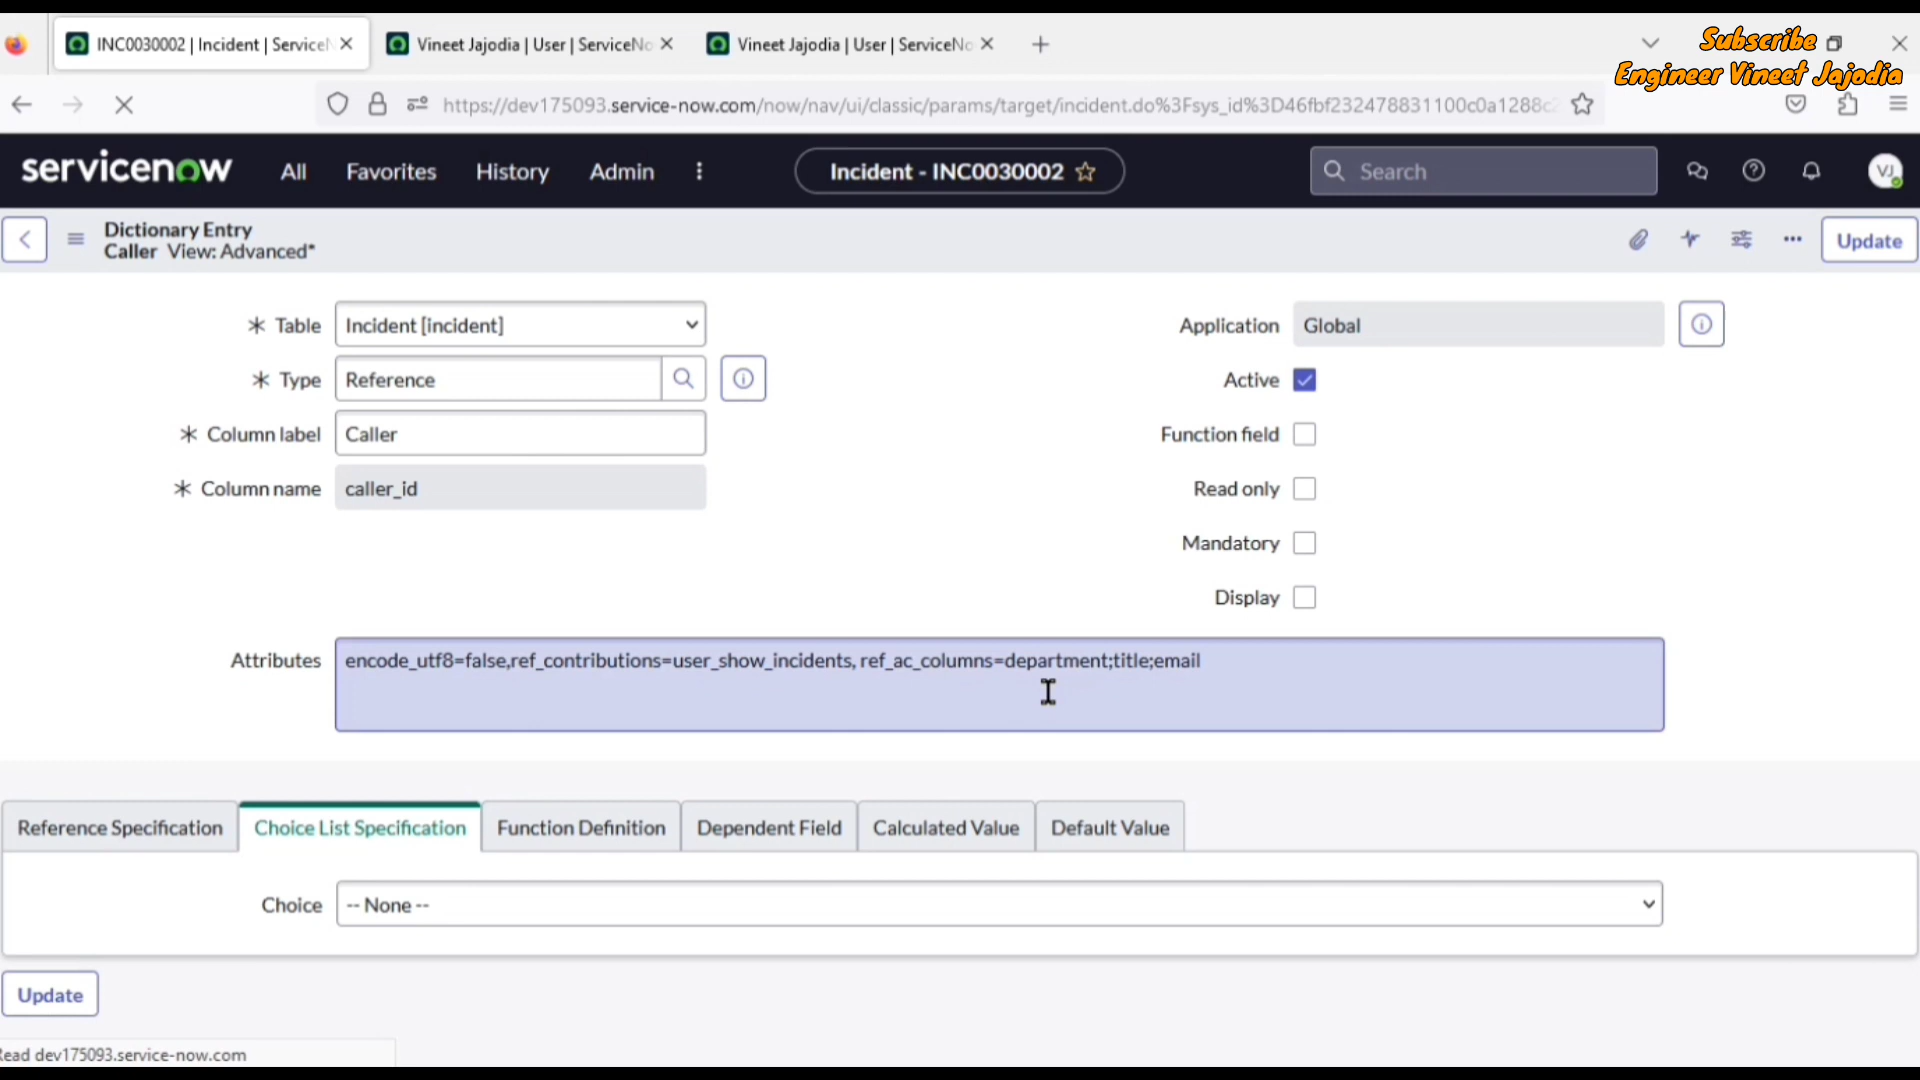 INC0030002 | Incident | Service
Vineet Jajodia | User | ServiceNo
Vineet Jajodia | User | ServiceNo
Subscribe
Engineer Vineet Jajodia
https://dev175093.service-now.com/now/nav/ui/classic/params/target/incident.do%3Fsys_id%3D46fbf232478831100c0a1288c2
servicenow
All
Favorites
History
Admin
Incident - INC0030002
Search
VJ
Dictionary Entry
Caller View: Advanced*
Update
* Table
Incident [incident]
Application
Global
* Type
Reference
Active
* Column label
Caller
Function field
* Column name
caller_id
Read only
Mandatory
Display
Attributes
encode_utf8=false,ref_contributions=user_show_incidents, ref_ac_columns=department;title;email
Reference Specification
Choice List Specification
Function Definition
Dependent Field
Calculated Value
Default Value
Choice
-- None --
Update
Read dev175093.service-now.com